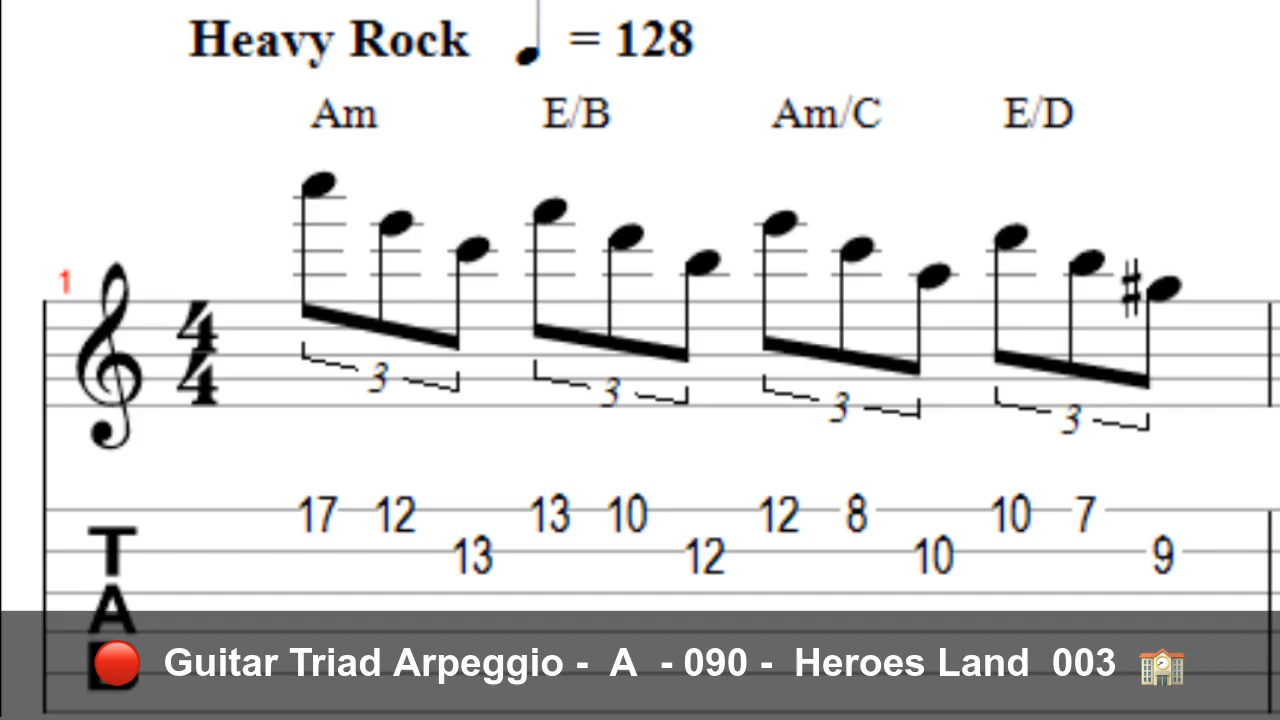 Heavy Rock = 128
Am E/B Am/C E/D
1
4
4
3 3 3 3
17 12 13 10 12 8 10 7
T 13 12 10 9
A
Guitar Triad Arpeggio - A - 090 - Heroes Land 003